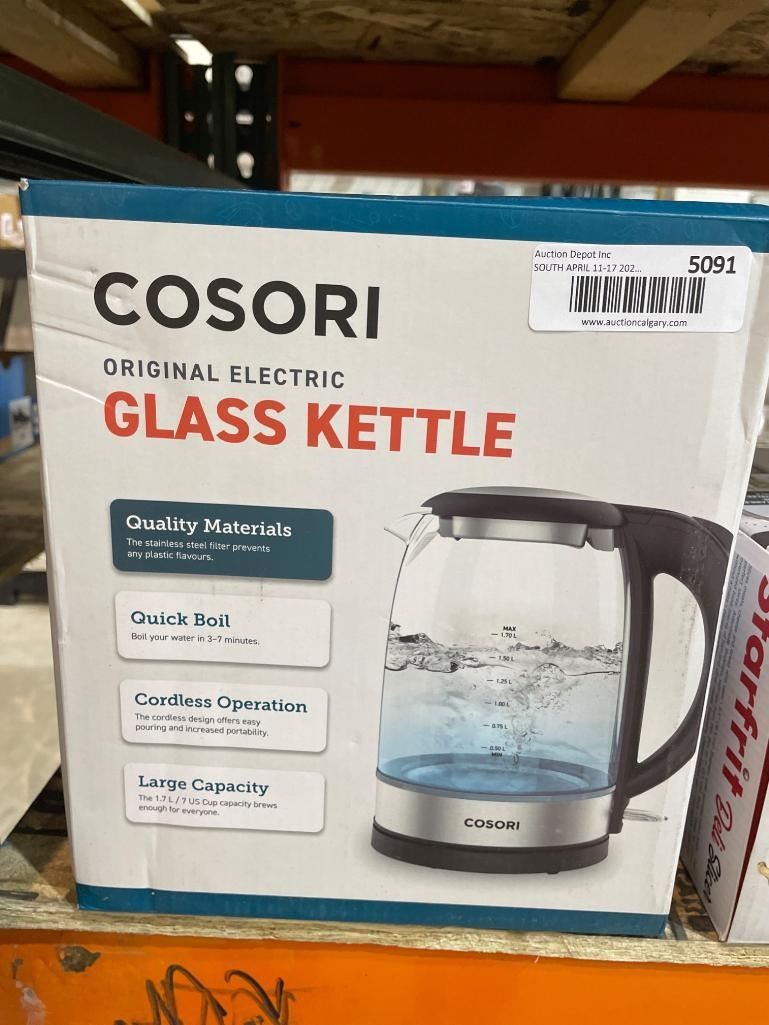 Auction Depot Inc
SOUTH APRIL 11-17 202...
5091
www.auctioncalgary.com
COSORI
ORIGINAL ELECTRIC
GLASS KETTLE
Quality Materials
The stainless steel filter prevents
any plastic flavours.
Quick Boil
Boil your water in 3-7 minutes.
Cordless Operation
The cordless design offers easy
pouring and increased portability.
Large Capacity
The 1.7 L / 7 US Cup capacity brews
enough for everyone.
MAX
1.70 L
1.50 L
1.25 L
1.00 L
0.75 L
0.50 L
MIN
COSORI
Starfrit
Deli Slicer